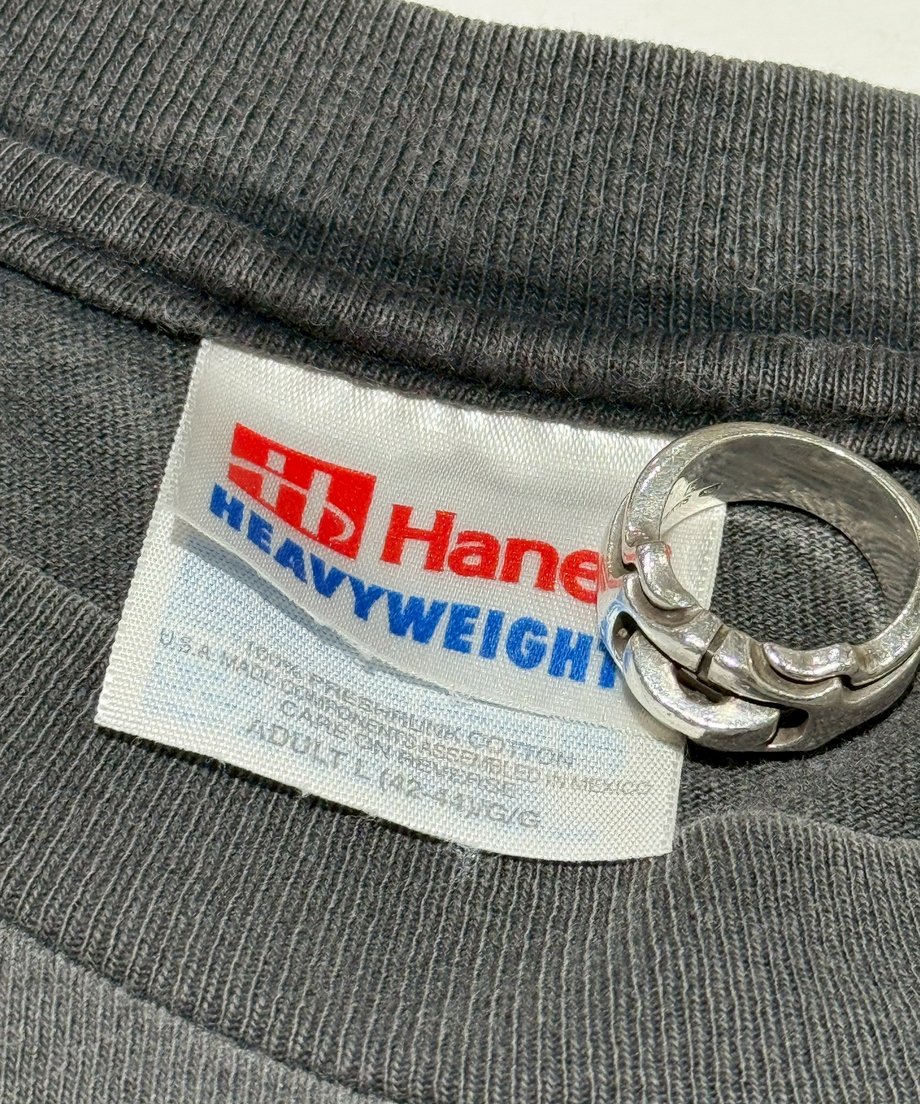 Hane
HEAVYWEIGHT
100% PRESHRUNK COTTON
U.S.A. MADE COMPONENTS ASSEMBLED IN MEXICO
CARE ON REVERSE
ADULT L (42-44)/G/G